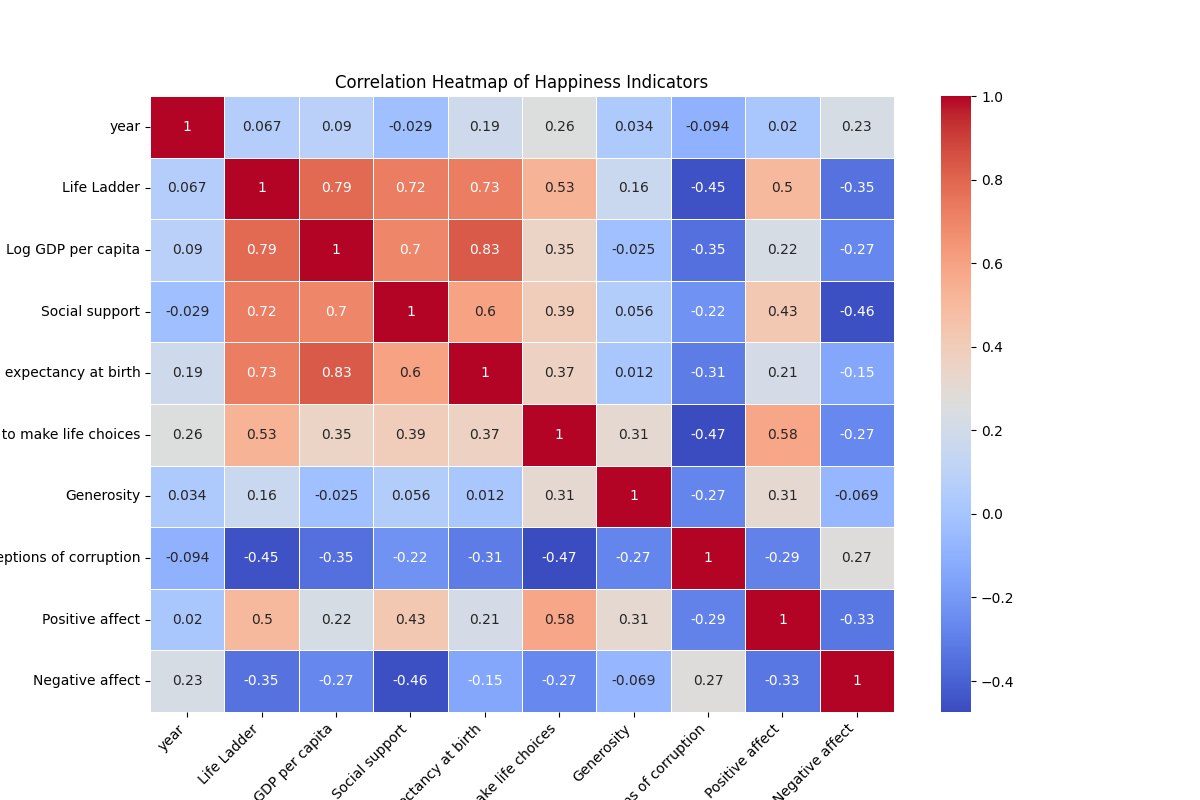 Correlation Heatmap of Happiness Indicators
year 1 0.067 0.09 -0.029 0.19 0.26 0.034 -0.094 0.02 0.23
Life Ladder 0.067 1 0.79 0.72 0.73 0.53 0.16 -0.45 0.5 -0.35
Log GDP per capita 0.09 0.79 1 0.7 0.83 0.35 -0.025 -0.35 0.22 -0.27
Social support -0.029 0.72 0.7 1 0.6 0.39 0.056 -0.22 0.43 -0.46
expectancy at birth 0.19 0.73 0.83 0.6 1 0.37 0.012 -0.31 0.21 -0.15
to make life choices 0.26 0.53 0.35 0.39 0.37 1 0.31 -0.47 0.58 -0.27
Generosity 0.034 0.16 -0.025 0.056 0.012 0.31 1 -0.27 0.31 -0.069
eptions of corruption -0.094 -0.45 -0.35 -0.22 -0.31 -0.47 -0.27 1 -0.29 0.27
Positive affect 0.02 0.5 0.22 0.43 0.21 0.58 0.31 -0.29 1 -0.33
Negative affect 0.23 -0.35 -0.27 -0.46 -0.15 -0.27 -0.069 0.27 -0.33 1
year
Life Ladder
GDP per capita
Social support
ectancy at birth
ake life choices
Generosity
ns of corruption
Positive affect
Negative affect
1.0
0.8
0.6
0.4
0.2
0.0
−0.2
−0.4